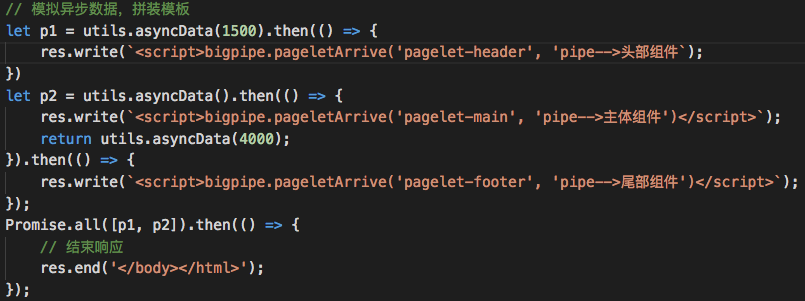 // 模拟异步数据，拼装模板
let p1 = utils.asyncData(1500).then(() => {
    res.write(`<script>bigpipe.pageletArrive('pagelet-header', 'pipe-->头部组件`);
})
let p2 = utils.asyncData().then(() => {
    res.write(`<script>bigpipe.pageletArrive('pagelet-main', 'pipe-->主体组件')</script>`);
    return utils.asyncData(4000);
}).then(() => {
    res.write(`<script>bigpipe.pageletArrive('pagelet-footer', 'pipe-->尾部组件')</script>`);
});
Promise.all([p1, p2]).then(() => {
    // 结束响应
    res.end('</body></html>');
});